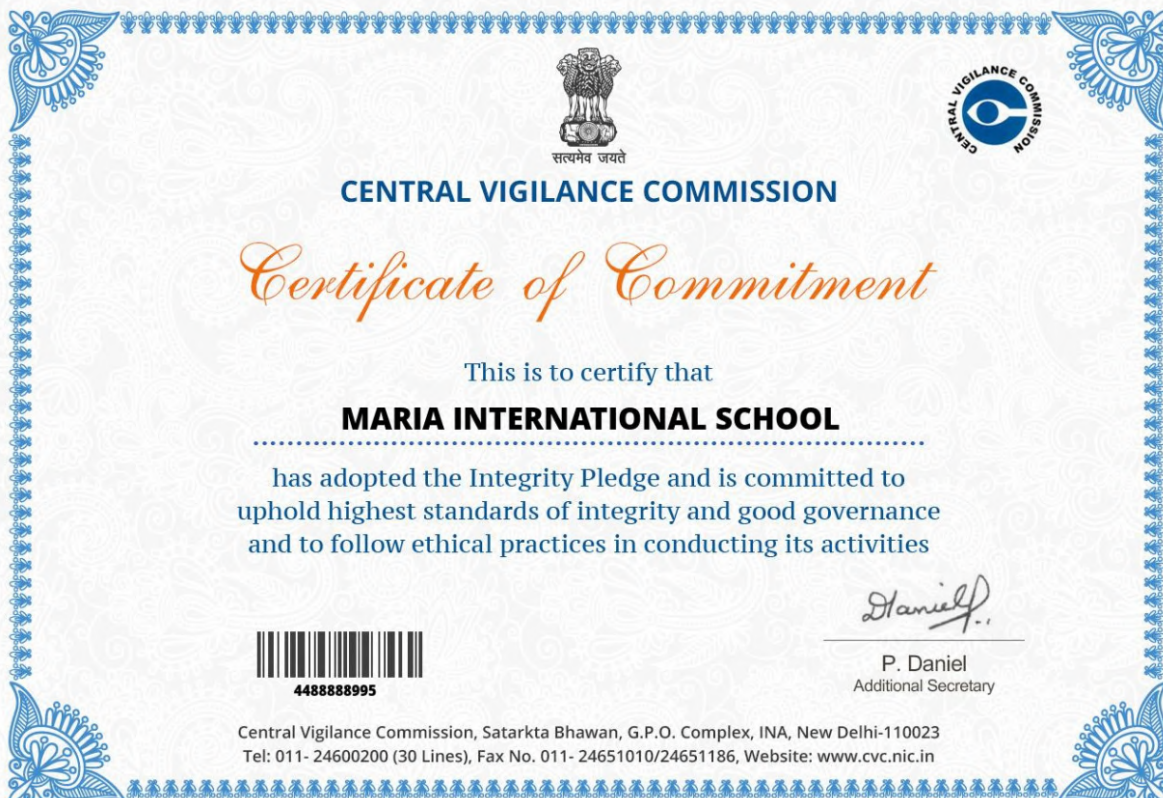 सत्यमेव जयते
CENTRAL VIGILANCE COMMISSION
CENTRAL VIGILANCE COMMISSION
Certificate of Commitment
This is to certify that
MARIA INTERNATIONAL SCHOOL
has adopted the Integrity Pledge and is committed to
uphold highest standards of integrity and good governance
and to follow ethical practices in conducting its activities
DanielP.
P. Daniel
Additional Secretary
4488888995
Central Vigilance Commission, Satarkta Bhawan, G.P.O. Complex, INA, New Delhi-110023
Tel: 011- 24600200 (30 Lines), Fax No. 011- 24651010/24651186, Website: www.cvc.nic.in